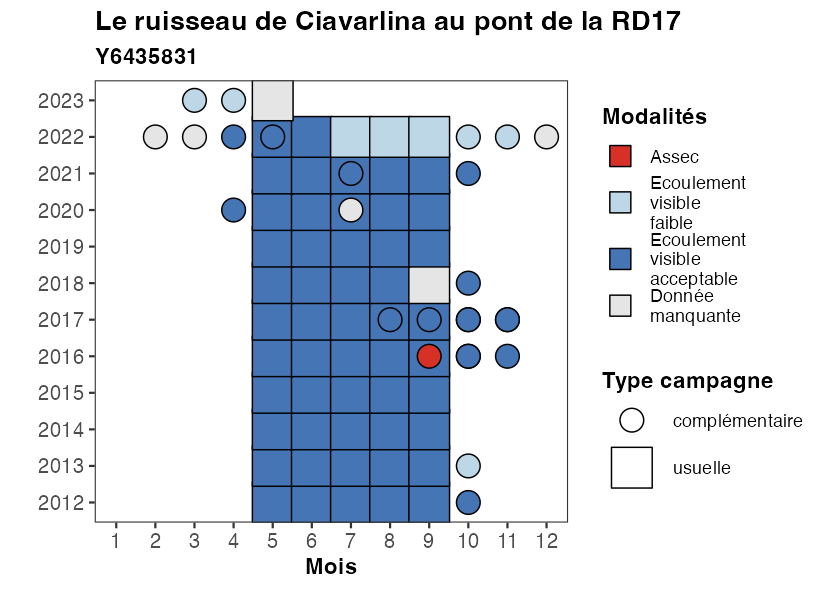 Le ruisseau de Ciavarlina au pont de la RD17
Y6435831
2023
2022
2021
2020
2019
2018
2017
2016
2015
2014
2013
2012
1 2 3 4 5 6 7 8 9 10 11 12
Mois
Modalités
Assec
Ecoulement
visible
faible
Ecoulement
visible
acceptable
Donnée
manquante
Type campagne
complémentaire
usuelle